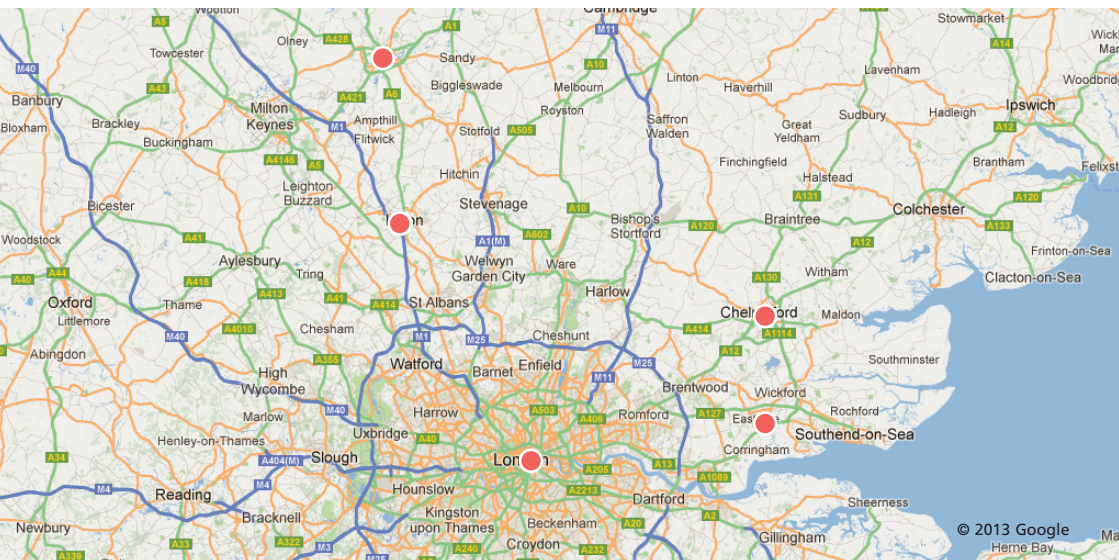 Wootton
Cambridge
A5
A1
M11
Stowmarket
Olney
A428
A14
Towcester
Sandy
M40
A10
Linton
Lavenham
Banbury
A43
A421
A6
Biggleswade
Melbourn
Haverhill
Woodbrid
Milton
Keynes
Royston
Sudbury
Hadleigh
Ipswich
Bloxham
Brackley
M1
Ampthill
Flitwick
Stotfold
A505
Saffron
Walden
Great
Yeldham
A12
Buckingham
A4146
A5
Finchingfield
Brantham
Felixst
Hitchin
Halstead
Leighton
Buzzard
A131
A120
Bicester
Stevenage
A10
Colchester
Bishop's
Stortford
A120
Braintree
A133
Woodstock
A41
A1(M)
A602
A12
Frinton-on-Sea
Aylesbury
Welwyn
Garden City
Ware
A40
A44
A418
Tring
A130
Witham
Clacton-on-Sea
Oxford
A413
A41
A414
St Albans
Harlow
Thame
Maldon
Littlemore
A4010
Chesham
M1
Cheshunt
A414
A1114
M40
M25
Abingdon
A355
Watford
Enfield
M25
A12
Southminster
High
Wycombe
Barnet
M11
Brentwood
Wickford
Marlow
M40
Harrow
A503
A406
Romford
A127
Rochford
Henley-on-Thames
Uxbridge
A40
Southend-on-Sea
A34
A404(M)
Slough
A205
A13
Corringham
M4
M4
Reading
Hounslow
A2213
Dartford
A1089
Bracknell
Kingston
upon Thames
A2
Sheerness
Newbury
A33
A322
M3
Beckenham
A20
© 2013 Google
A339
M25
A240
Croydon
A232
Gillingham
Herne Bay